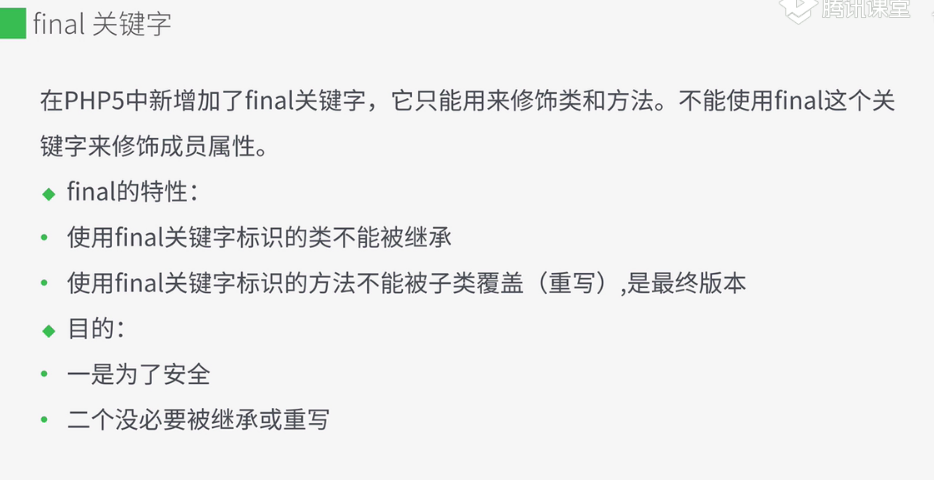 final 关键字
腾讯课堂
在PHP5中新增加了final关键字，它只能用来修饰类和方法。不能使用final这个关
键字来修饰成员属性。
final的特性：
使用final关键字标识的类不能被继承
使用final关键字标识的方法不能被子类覆盖（重写）,是最终版本
目的：
一是为了安全
二个没必要被继承或重写